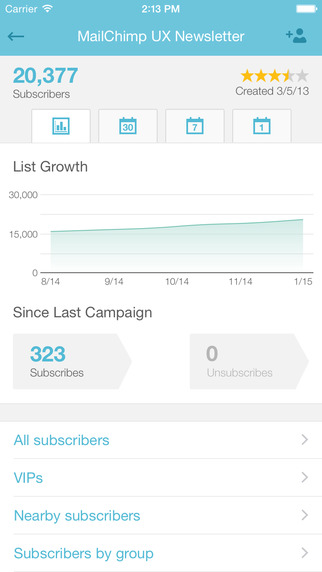 Carrier 2:13 PM
MailChimp UX Newsletter
20,377
Subscribers
Created 3/5/13
30 7 1
List Growth
30,000
15,000
0
8/14 9/14 10/14 11/14 1/15
Since Last Campaign
323 0
Subscribes Unsubscribes
All subscribers
VIPs
Nearby subscribers
Subscribers by group